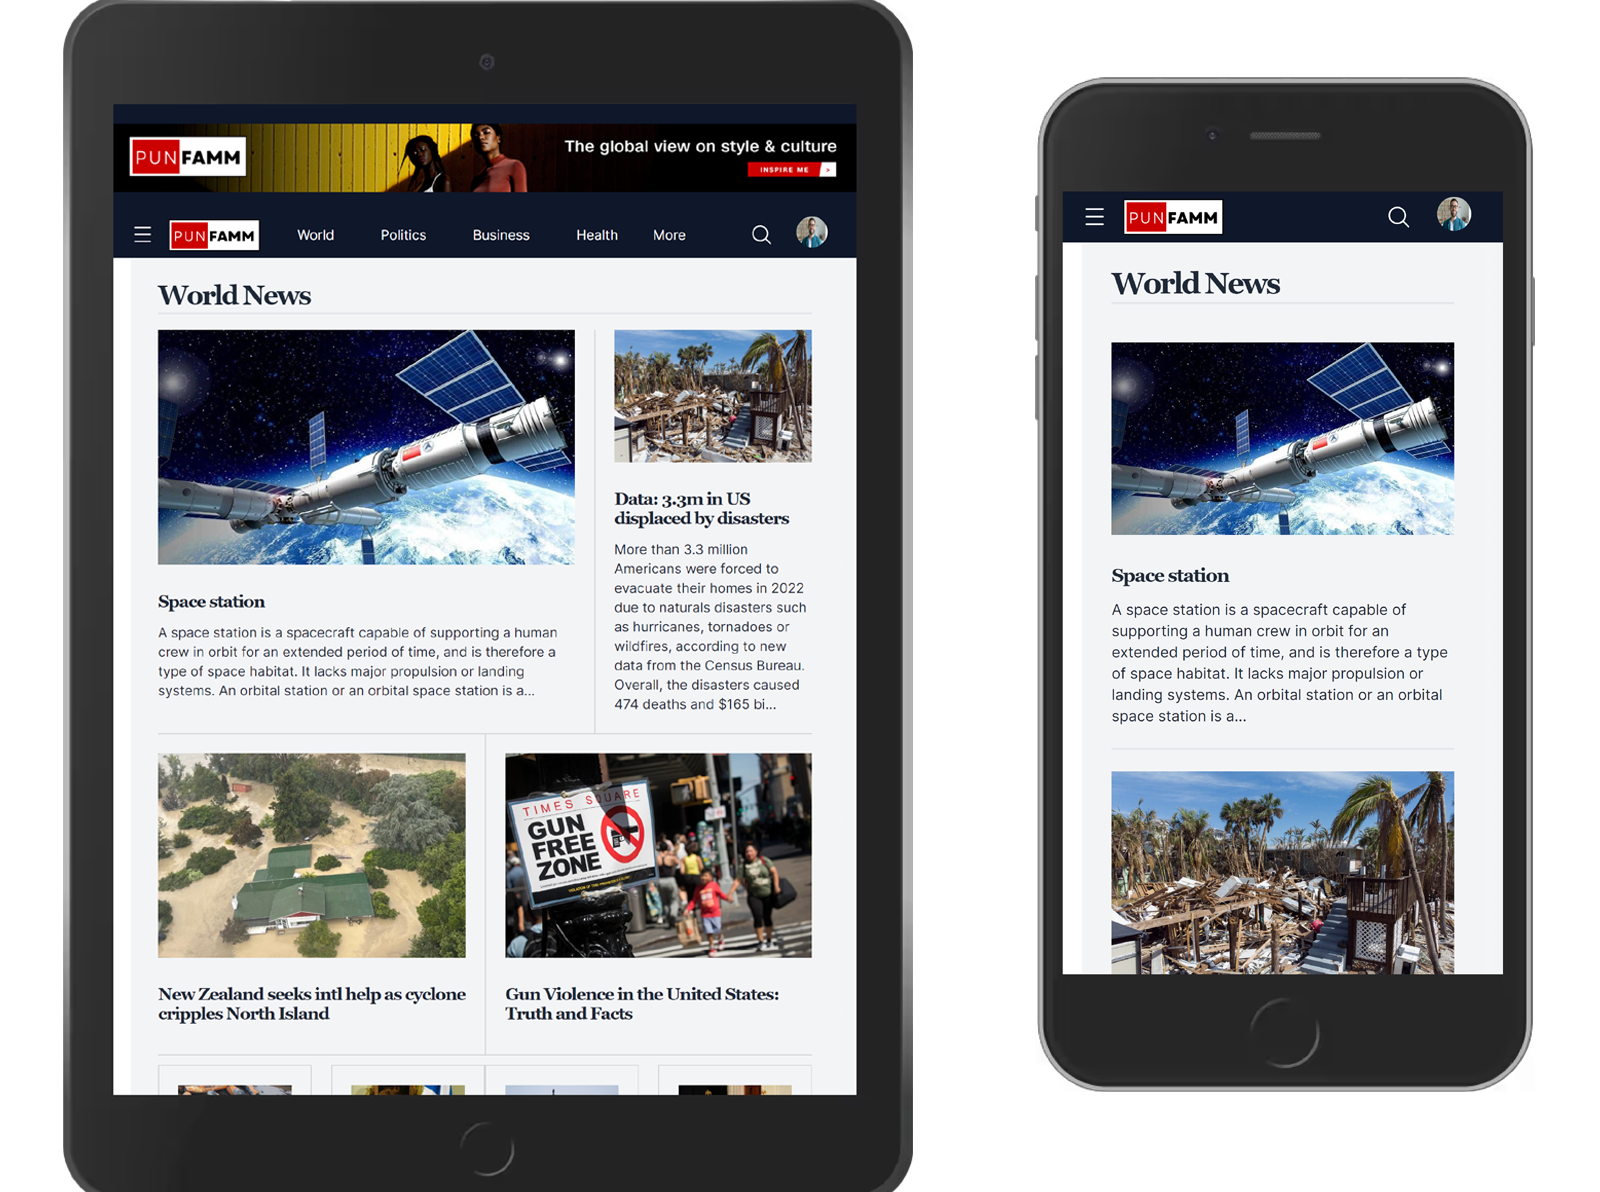 PUNFAMM
The global view on style & culture
INSPIRE ME >
PUNFAMM
World Politics Business Health More
World News
Space station
A space station is a spacecraft capable of supporting a human
crew in orbit for an extended period of time, and is therefore a
type of space habitat. It lacks major propulsion or landing
systems. An orbital station or an orbital space station is a...
Data: 3.3m in US
displaced by disasters
More than 3.3 million
Americans were forced to
evacuate their homes in 2022
due to naturals disasters such
as hurricanes, tornadoes or
wildfires, according to new
data from the Census Bureau.
Overall, the disasters caused
474 deaths and $165 bi...
TIMES SQUARE
GUN
FREE
ZONE
New Zealand seeks intl help as cyclone
cripples North Island
Gun Violence in the United States:
Truth and Facts
PUNFAMM
World News
Space station
A space station is a spacecraft capable of
supporting a human crew in orbit for an
extended period of time, and is therefore a type
of space habitat. It lacks major propulsion or
landing systems. An orbital station or an orbital
space station is a...